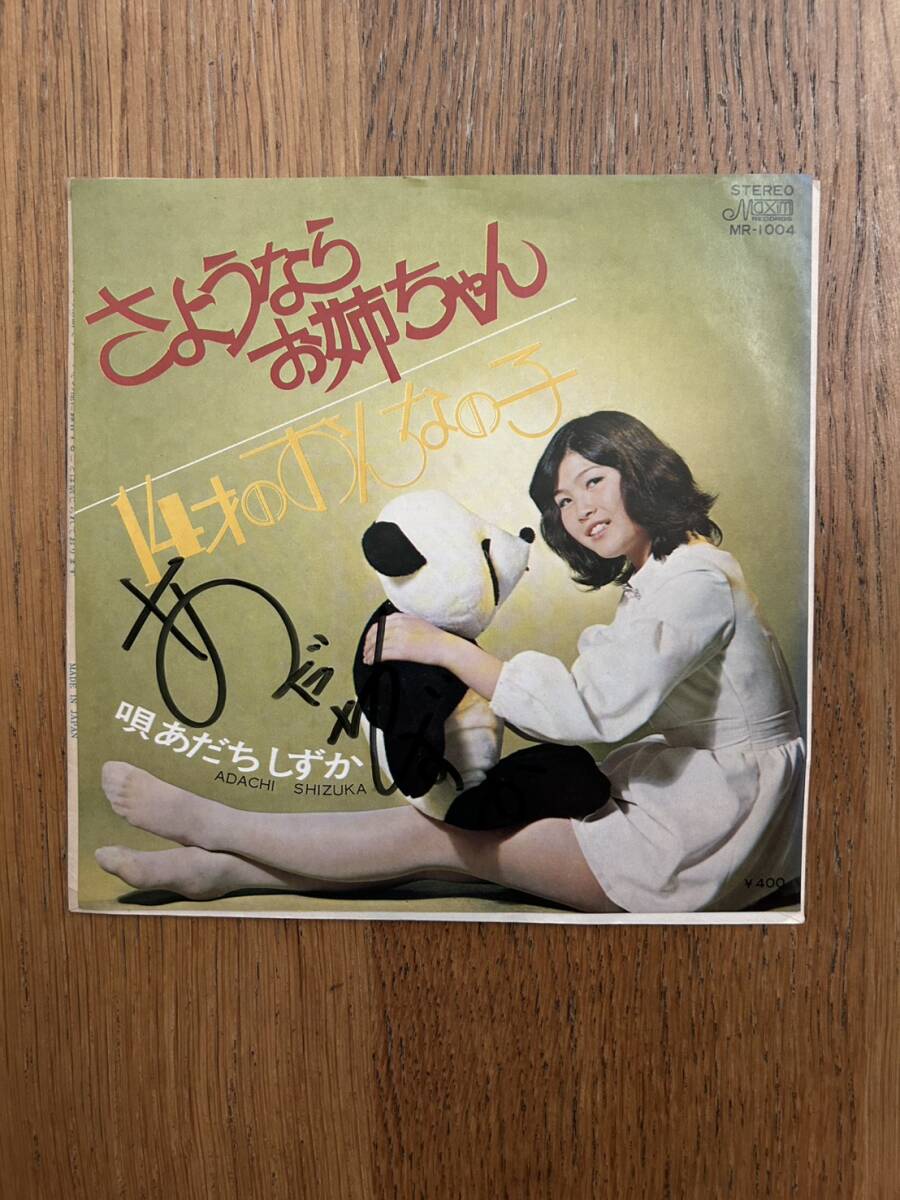 STEREO
Maxim
RECORDS
MR-1004
さようなら
お姉ちゃん
14才のおんなの子
唄 あだち しずか
ADACHI SHIZUKA
MADE IN JAPAN
¥400